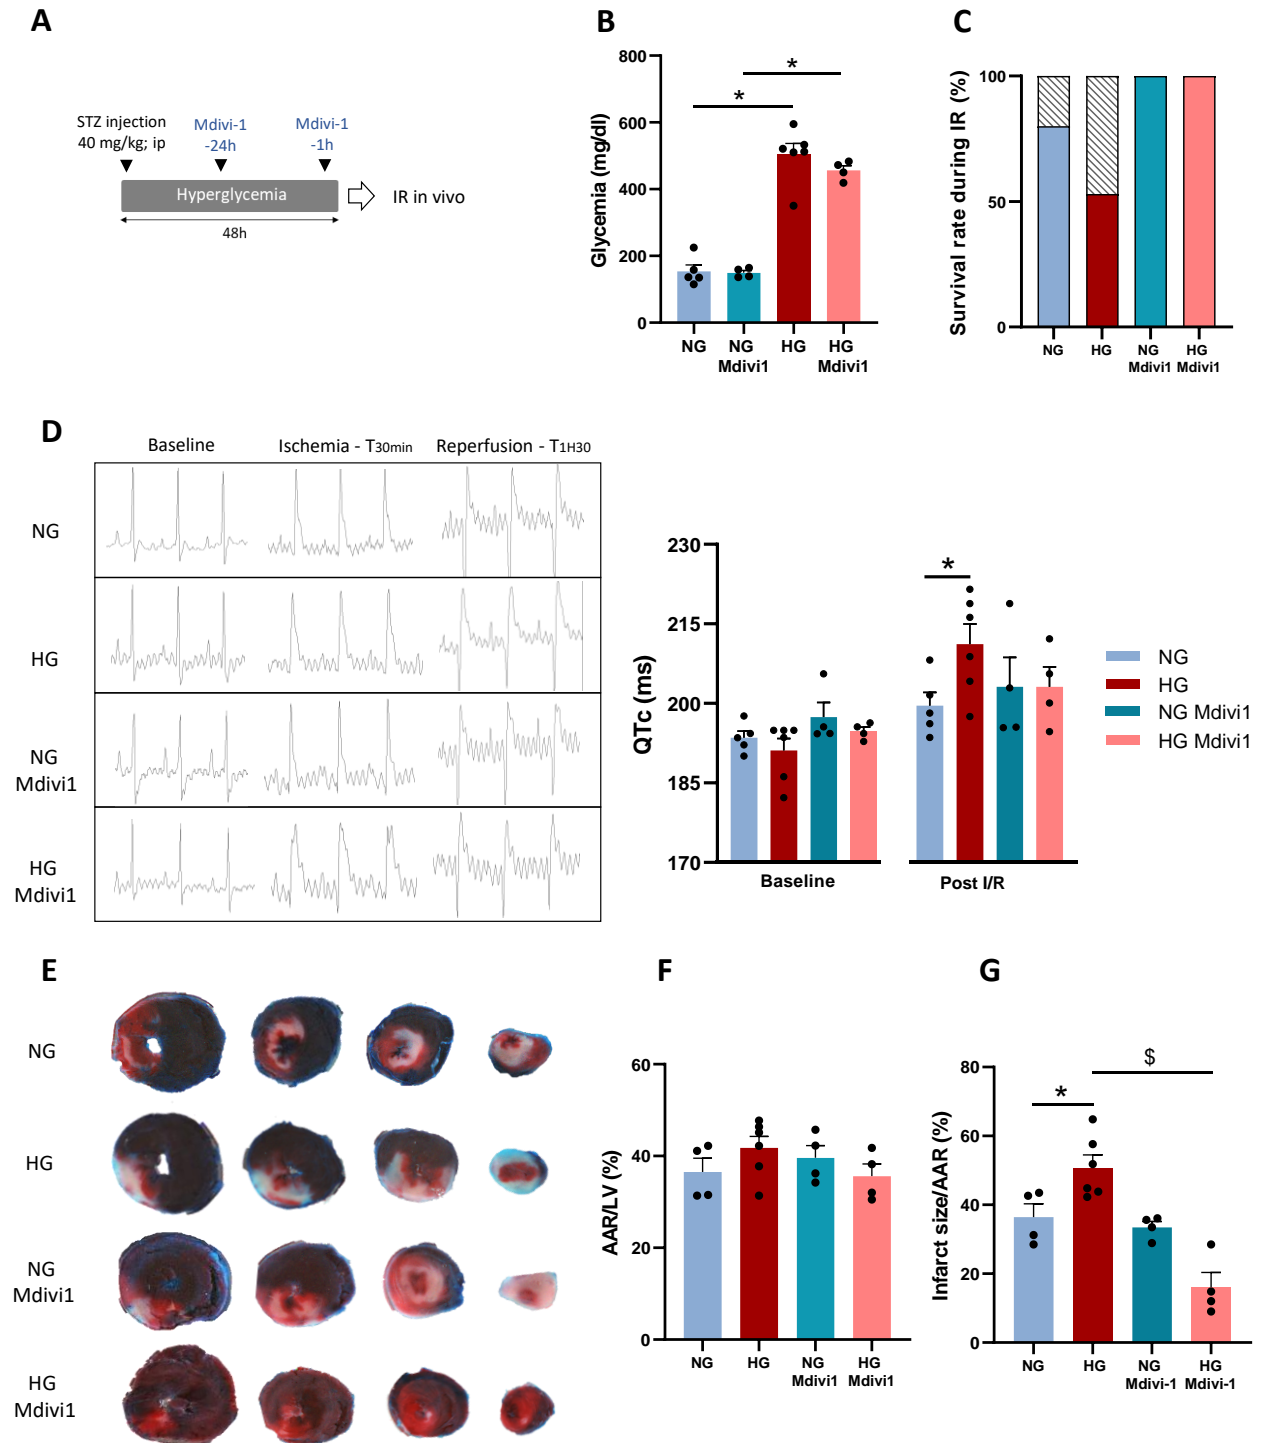 A
STZ injection
40 mg/kg; ip
Mdivi-1
-24h
Mdivi-1
-1h
Hyperglycemia
IR in vivo
48h
B
Glycemia (mg/dl)
800
600
400
200
0
*
*
NG
NG
Mdivi1
HG
HG
Mdivi1
C
Survival rate during IR (%)
100
50
0
NG
HG
NG
Mdivi1
HG
Mdivi1
D
Baseline
Ischemia - T30min
Reperfusion - T1H30
NG
HG
NG
Mdivi1
HG
Mdivi1
QTc (ms)
230
215
200
185
170
*
Baseline
Post I/R
NG
HG
NG Mdivi1
HG Mdivi1
E
NG
HG
NG
Mdivi1
HG
Mdivi1
F
AAR/LV (%)
60
40
20
0
NG
HG
NG
Mdivi1
HG
Mdivi1
G
Infarct size/AAR (%)
80
60
40
20
0
*
$
NG
HG
NG
Mdivi-1
HG
Mdivi-1